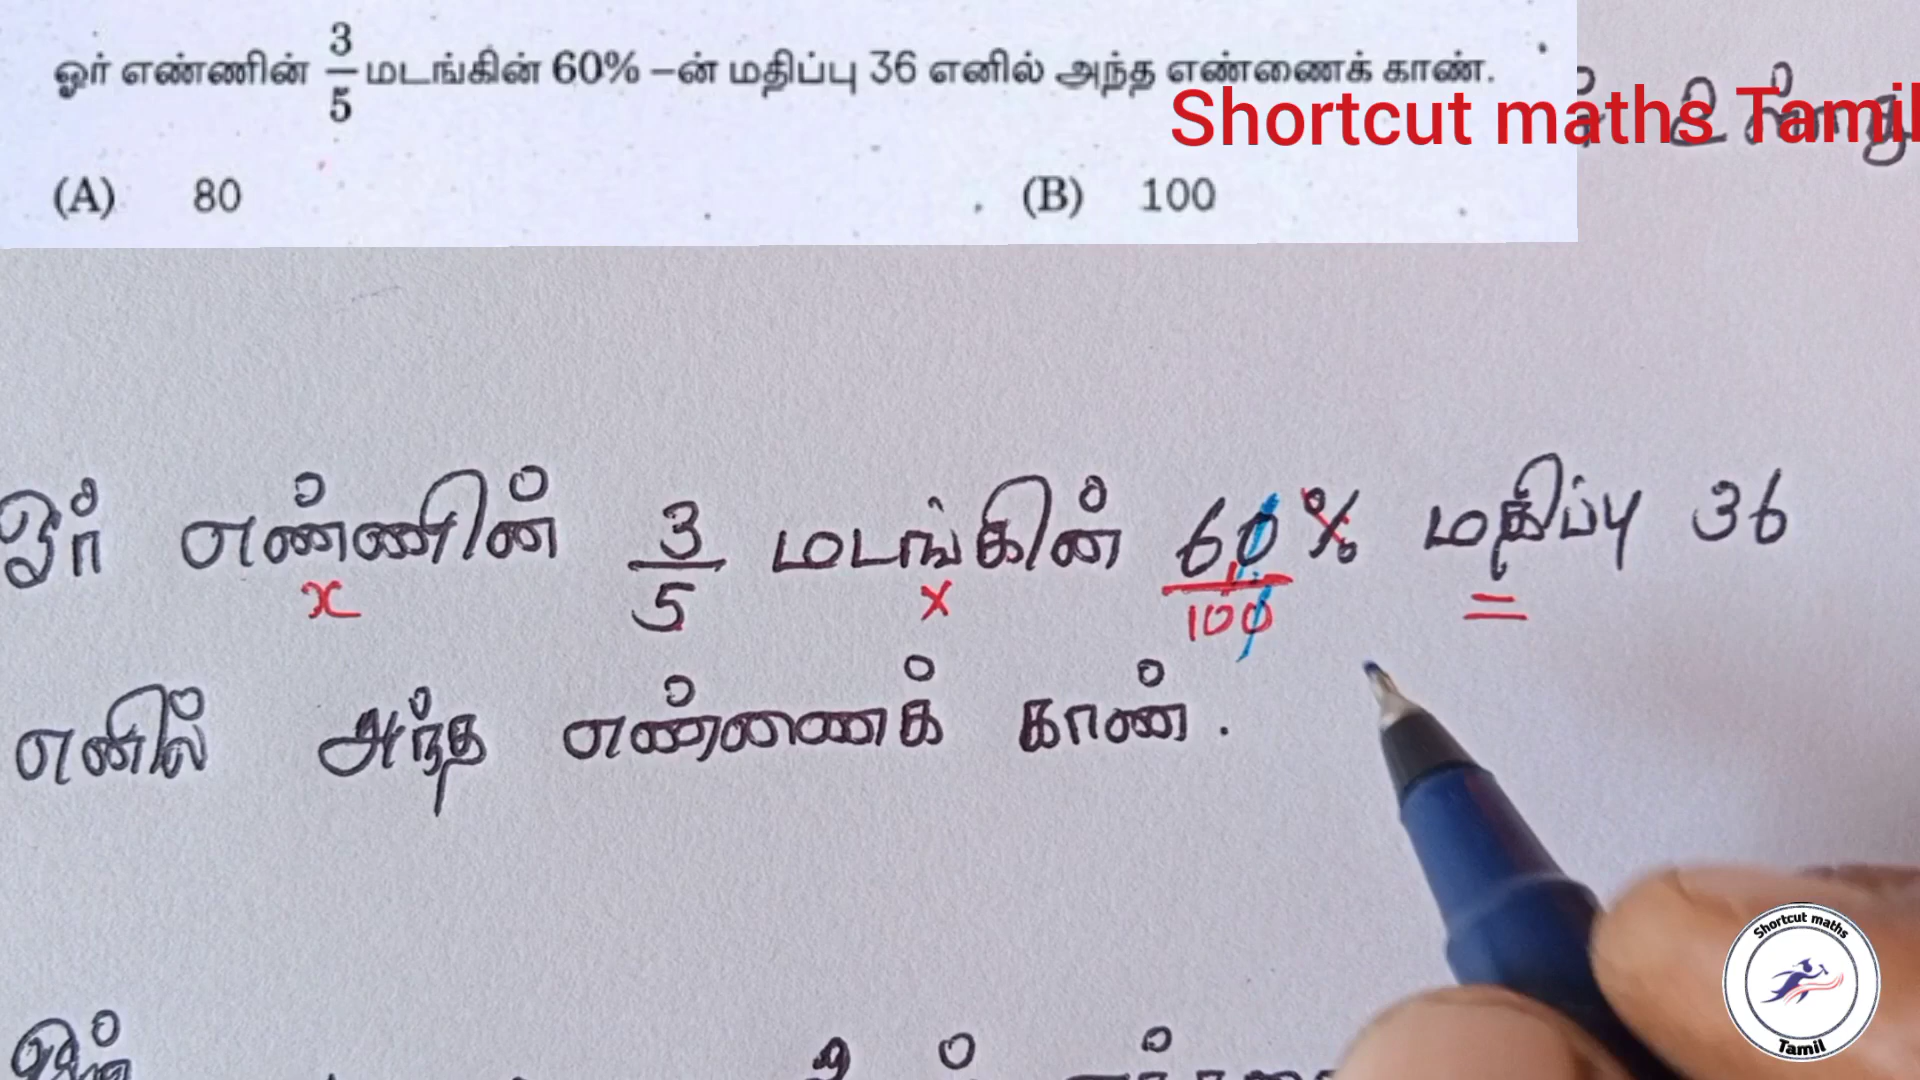 ஓர் எண்ணின் 3/5 மடங்கின் 60% –ன் மதிப்பு 36 எனில் அந்த எண்ணைக் காண்.
Shortcut maths Tamil
(A) 80 (B) 100
ஓர் எண்ணின் 3/5 மடங்கின் 60% மதிப்பு 36
x × 100 =
எனில் அந்த எண்ணைக் காண்.
Shortcut maths
Tamil